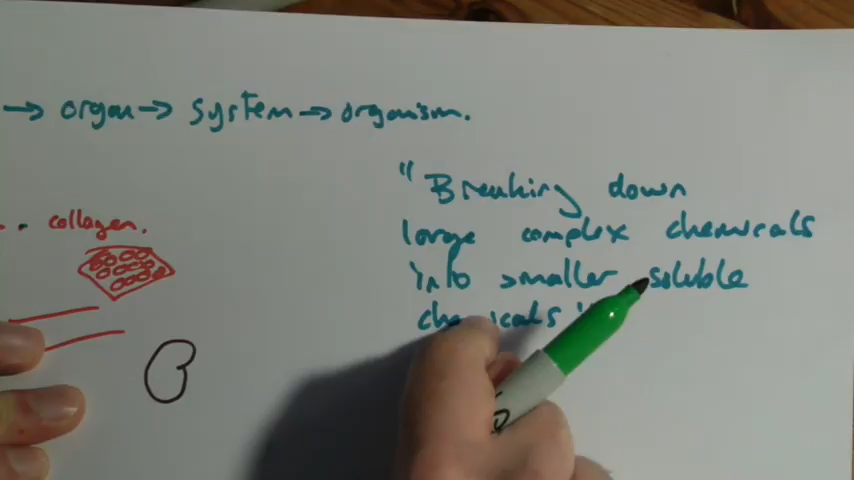 → organ → system → organism.
.. collagen.
"Breaking down
large complex chemicals
into smaller soluble
chemicals"